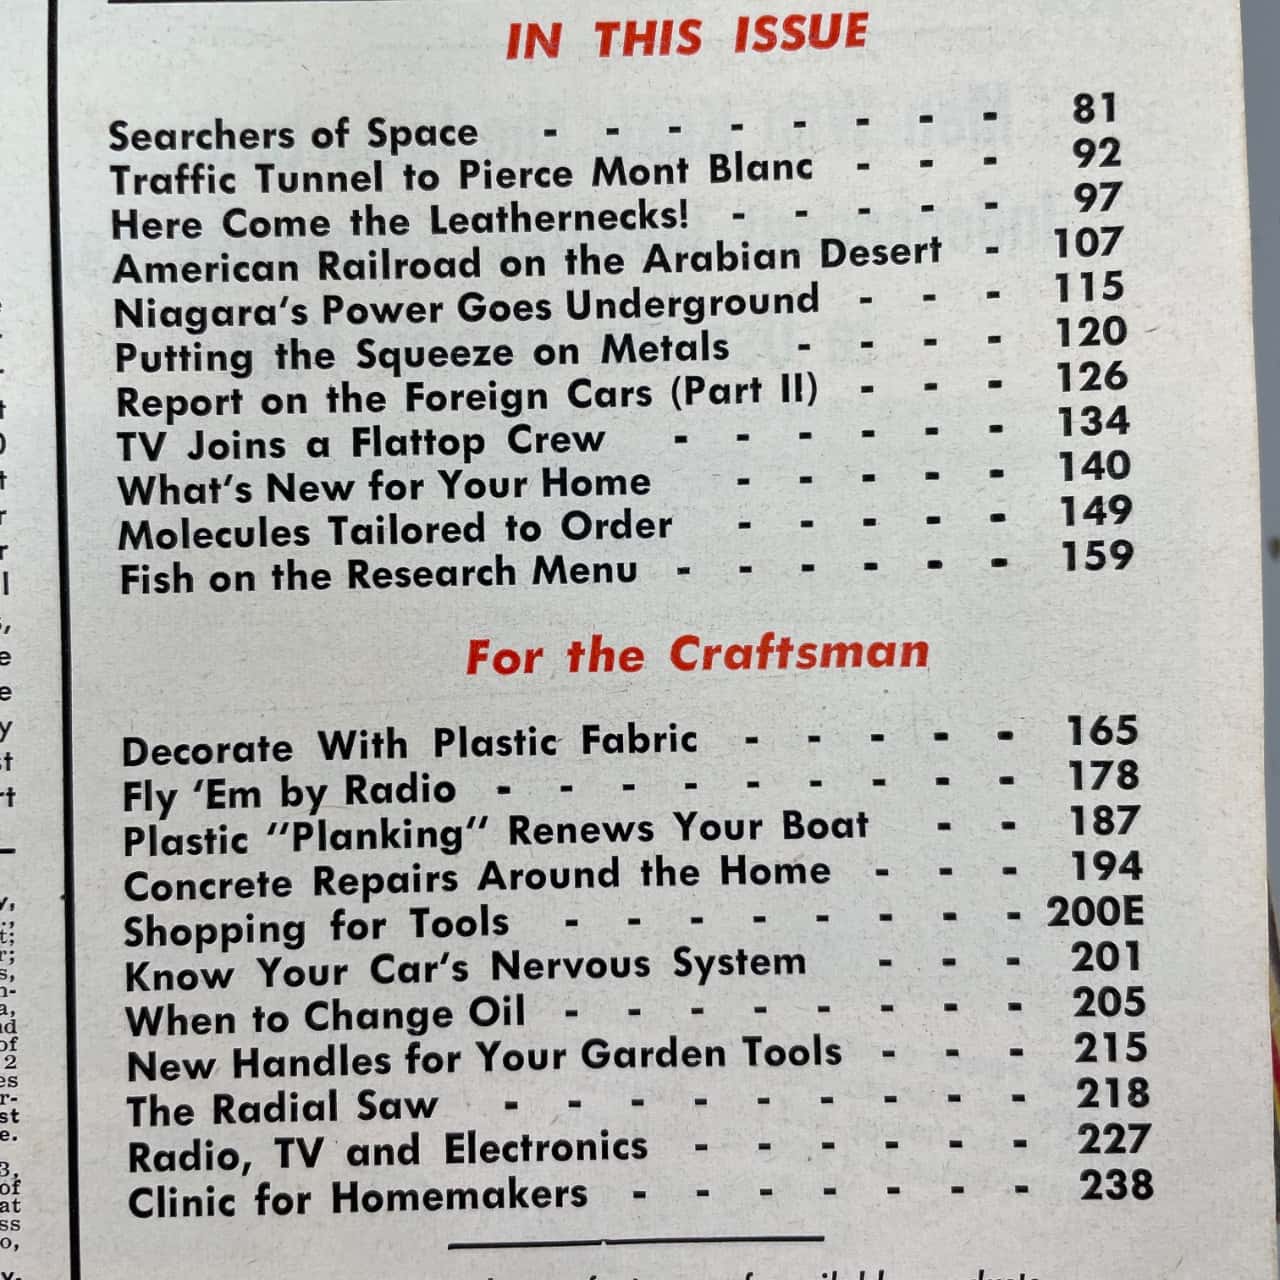 IN THIS ISSUE
Searchers of Space - - - - - - - - 81
Traffic Tunnel to Pierce Mont Blanc - - - 92
Here Come the Leathernecks! - - - - - 97
American Railroad on the Arabian Desert - 107
Niagara's Power Goes Underground - - - 115
Putting the Squeeze on Metals - - - - 120
Report on the Foreign Cars (Part II) - - - 126
TV Joins a Flattop Crew - - - - - - 134
What's New for Your Home - - - - - 140
Molecules Tailored to Order - - - - - 149
Fish on the Research Menu - - - - - - 159
For the Craftsman
Decorate With Plastic Fabric - - - - - 165
Fly 'Em by Radio - - - - - - - - - 178
Plastic "Planking" Renews Your Boat - - 187
Concrete Repairs Around the Home - - - 194
Shopping for Tools - - - - - - - - 200E
Know Your Car's Nervous System - - - 201
When to Change Oil - - - - - - - - 205
New Handles for Your Garden Tools - - - 215
The Radial Saw - - - - - - - - - 218
Radio, TV and Electronics - - - - - - 227
Clinic for Homemakers - - - - - - - 238